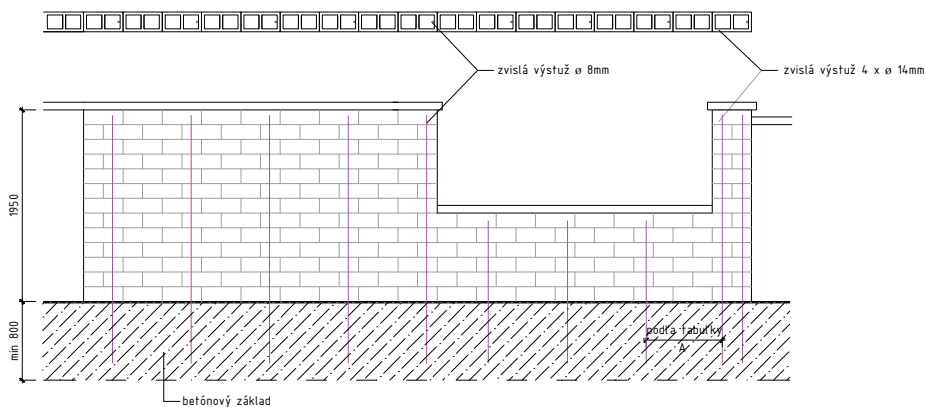 zvislá výstuž ø 8mm
zvislá výstuž 4 x ø 14mm
1950
min 800
podľa tabuľky
A
betónový základ